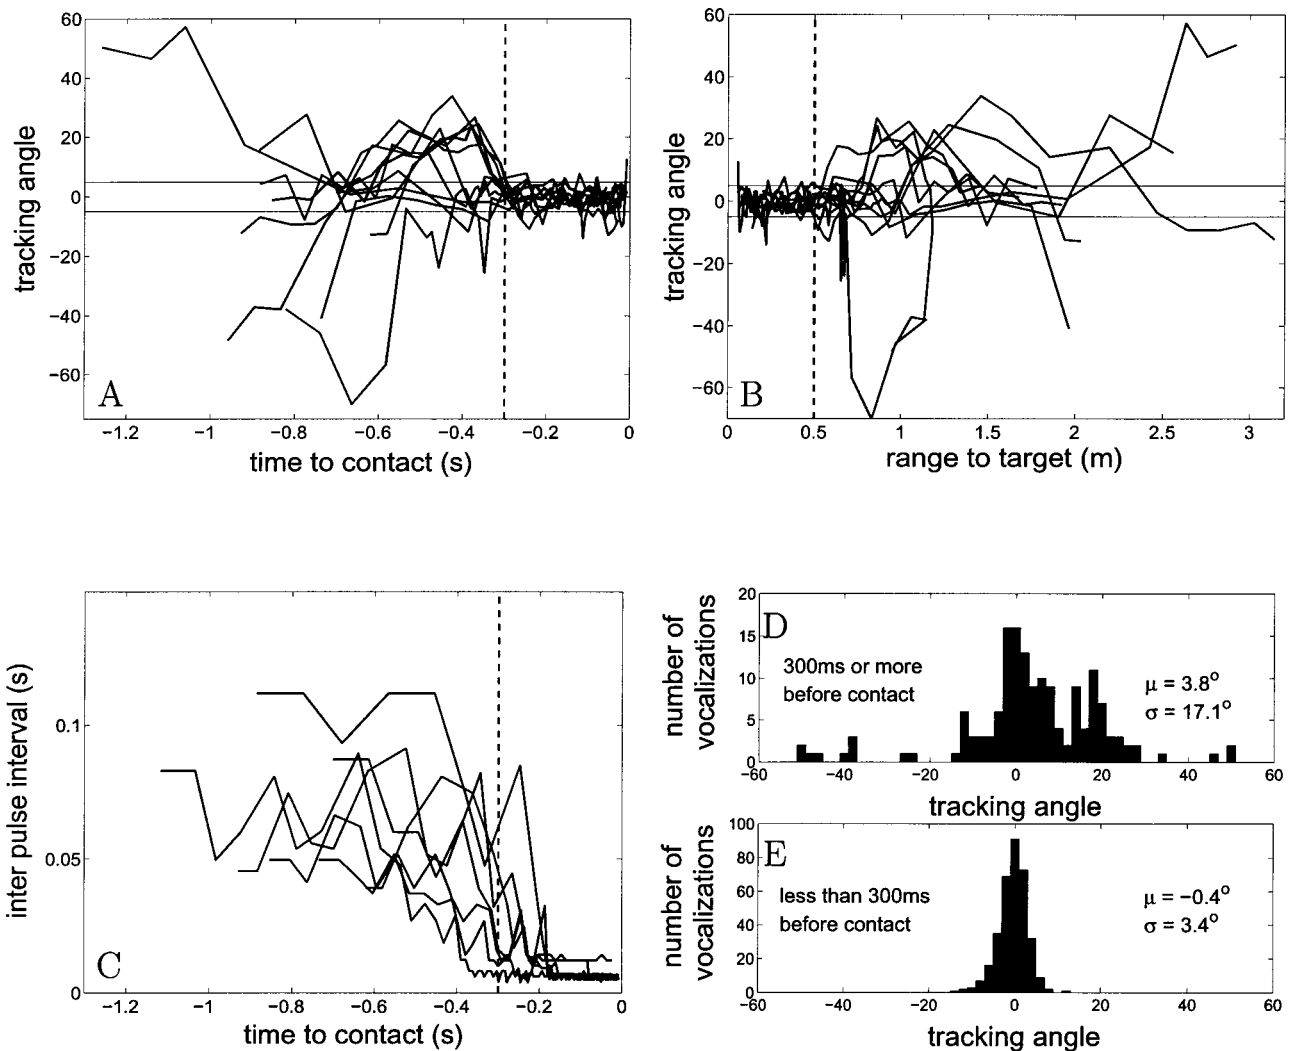 60
40
20
0
−20
−40
−60
tracking angle
A
−1.2
−1
−0.8
−0.6
−0.4
−0.2
0
time to contact (s)
60
40
20
0
−20
−40
−60
tracking angle
B
0
0.5
1
1.5
2
2.5
3
range to target (m)
0.1
0.05
0
inter pulse interval (s)
C
−1.2
−1
−0.8
−0.6
−0.4
−0.2
0
time to contact (s)
20
15
10
5
0
number of
vocalizations
D
300ms or more
before contact
μ = 3.8°
σ = 17.1°
−60
−40
−20
0
20
40
60
tracking angle
100
80
60
40
20
0
number of
vocalizations
E
less than 300ms
before contact
μ = −0.4°
σ = 3.4°
−60
−40
−20
0
20
40
60
tracking angle